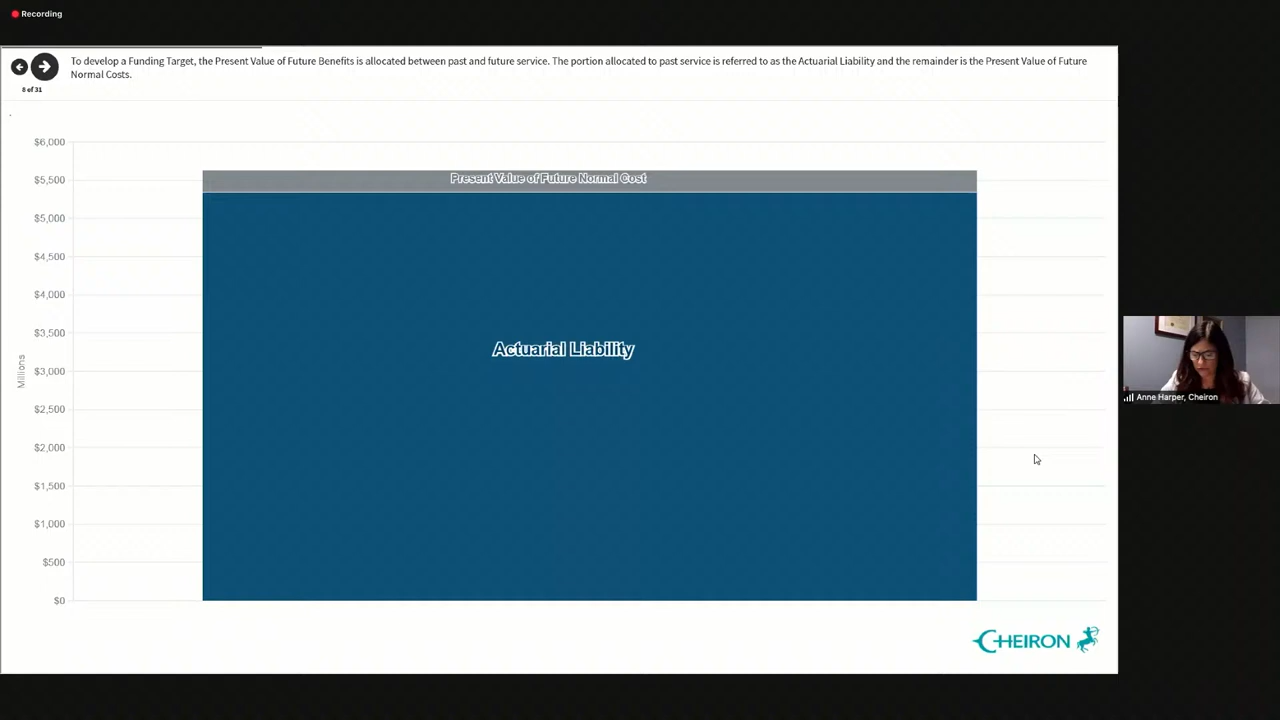 Recording
To develop a Funding Target, the Present Value of Future Benefits is allocated between past and future service. The portion allocated to past service is referred to as the Actuarial Liability and the remainder is the Present Value of Future
Normal Costs.
8 of 31
$6,000
$5,500
$5,000
$4,500
$4,000
$3,500
$3,000
$2,500
$2,000
$1,500
$1,000
$500
$0
Millions
Present Value of Future Normal Cost
Actuarial Liability
Anne Harper, Cheiron
CHEIRON